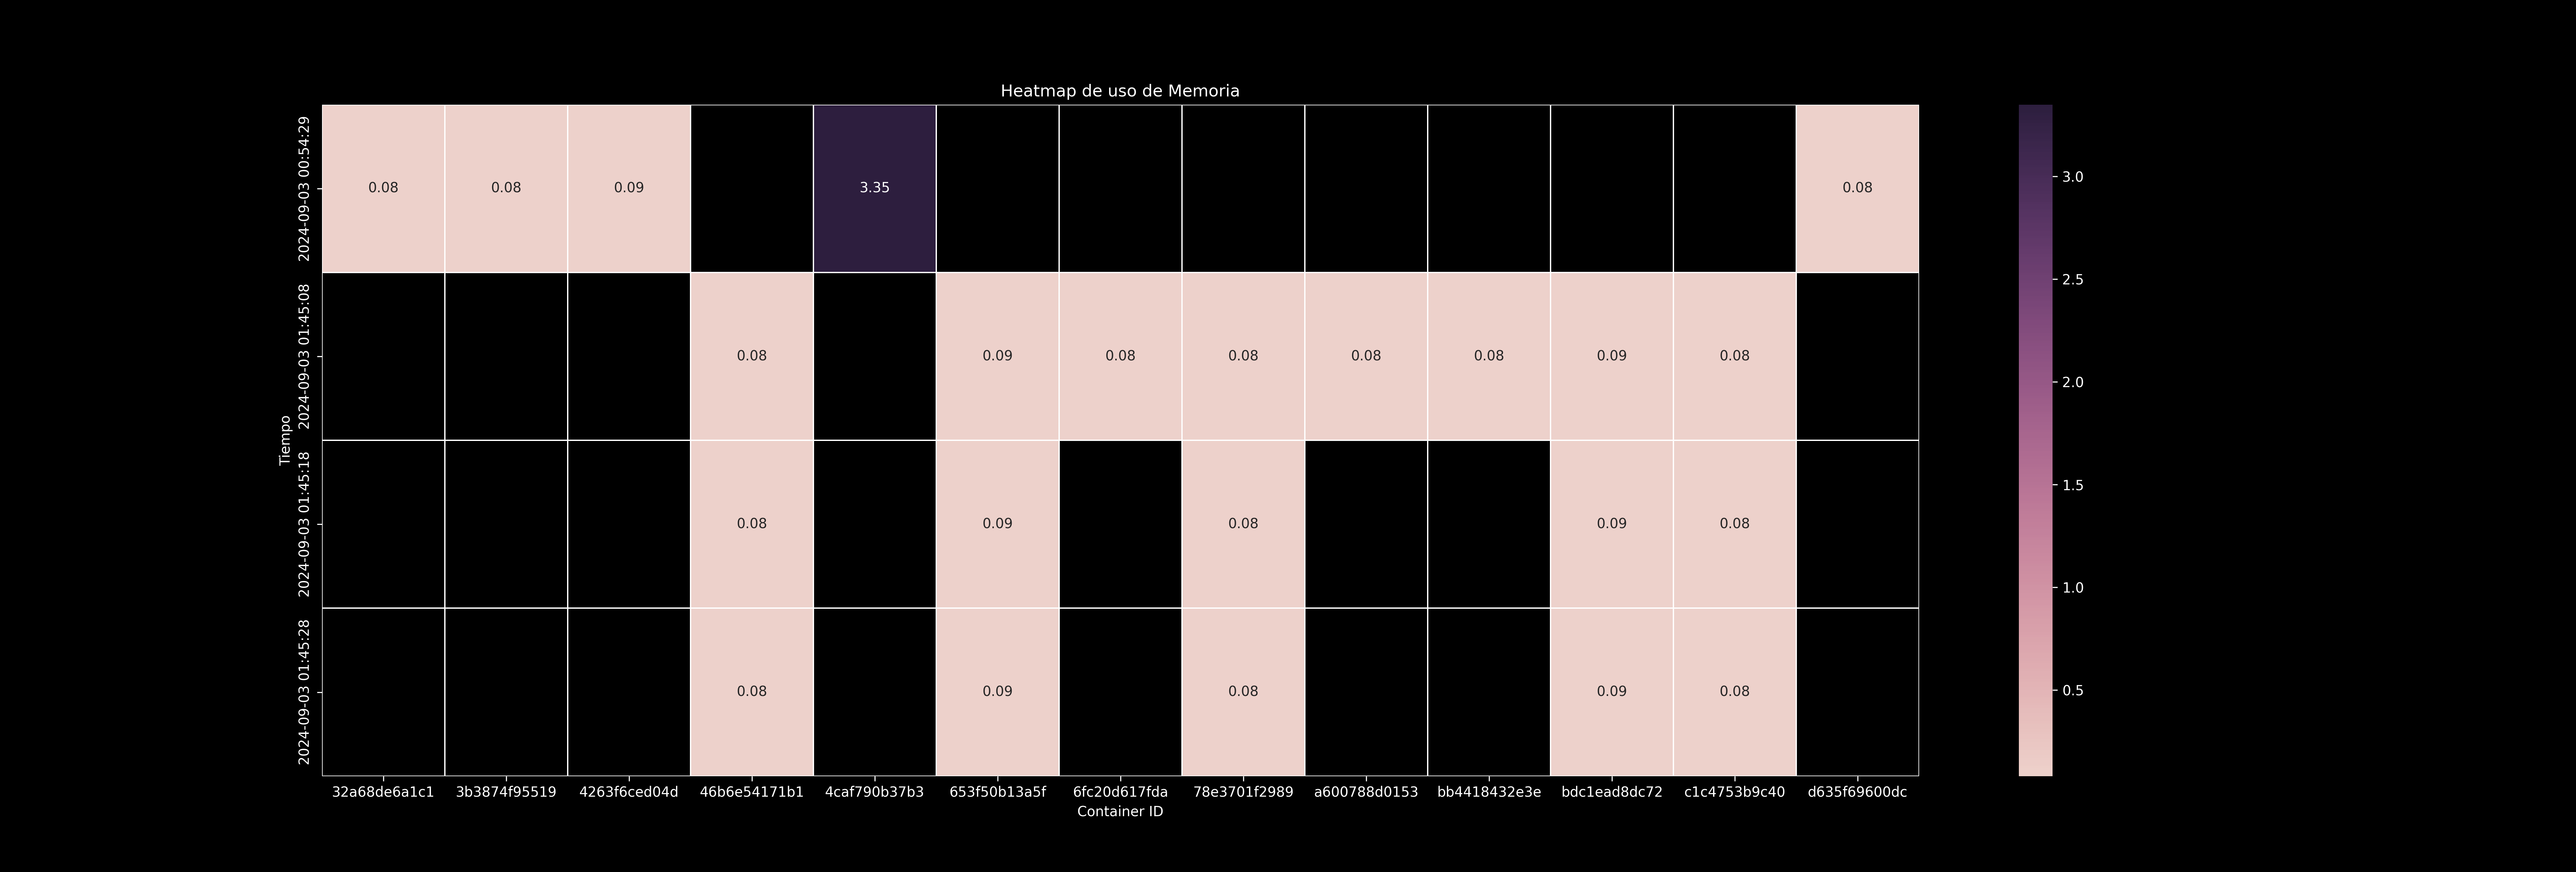 Heatmap de uso de Memoria
Tiempo
2024-09-03 00:54:29
0.08 0.08 0.09 3.35 0.08
2024-09-03 01:45:08
0.08 0.09 0.08 0.08 0.08 0.08 0.09 0.08
2024-09-03 01:45:18
0.08 0.09 0.08 0.09 0.08
2024-09-03 01:45:28
0.08 0.09 0.08 0.09 0.08
32a68de6a1c1 3b3874f95519 4263f6ced04d 46b6e54171b1 4caf790b37b3 653f50b13a5f 6fc20d617fda 78e3701f2989 a600788d0153 bb4418432e3e bdc1ead8dc72 c1c4753b9c40 d635f69600dc
Container ID
3.0
2.5
2.0
1.5
1.0
0.5